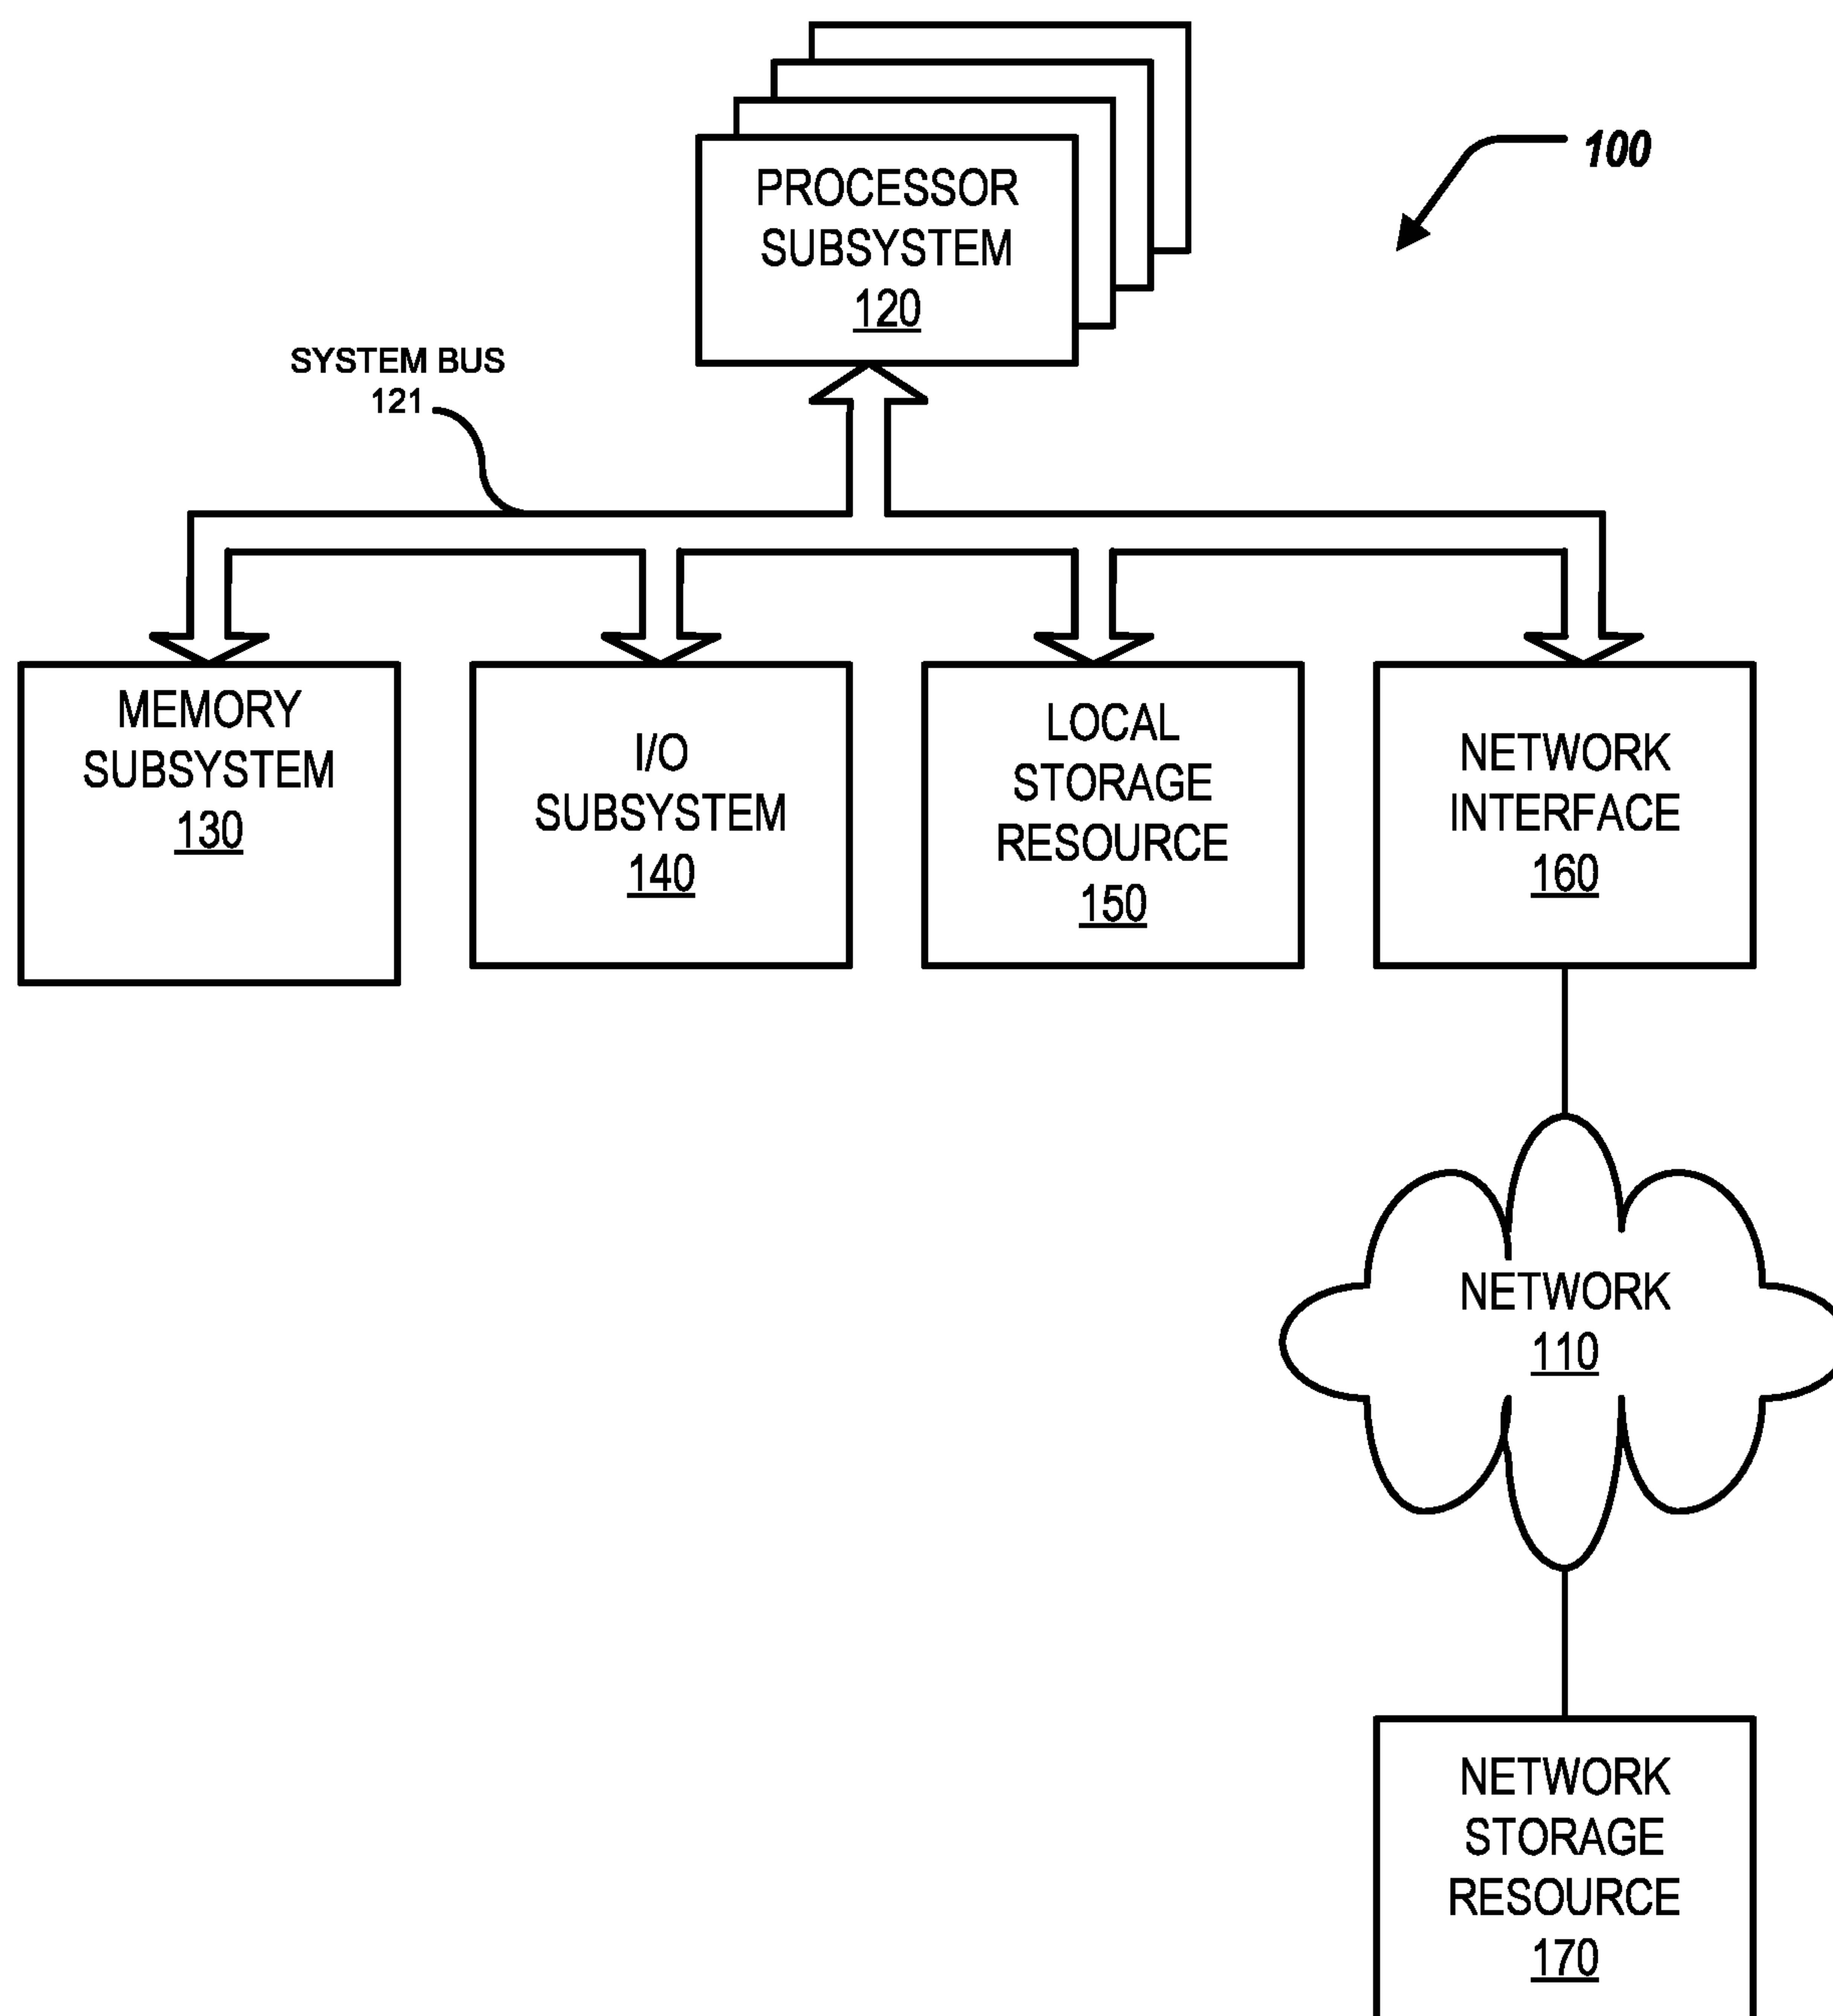 PROCESSOR
SUBSYSTEM
120
100
SYSTEM BUS
121
MEMORY
SUBSYSTEM
130
I/O
SUBSYSTEM
140
LOCAL
STORAGE
RESOURCE
150
NETWORK
INTERFACE
160
NETWORK
110
NETWORK
STORAGE
RESOURCE
170